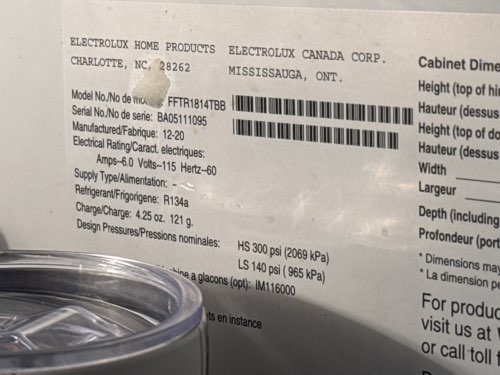 ELECTROLUX HOME PRODUCTS
CHARLOTTE, NC 28262
ELECTROLUX CANADA CORP.
MISSISSAUGA, ONT.
Model No./No de FFTR1814TBB
Serial No./No de serie: BA05111095
Manufactured/Fabrique: 12-20
Electrical Rating/Caract. electriques:
Amps-6.0 Volts-115 Hertz-60
Supply Type/Alimentation: ~
Refrigerant/Frigorigene: R134a
Charge/Charge: 4.25 oz. 121 g.
Design Pressures/Pressions nominales: HS 300 psi (2069 kPa)
LS 140 psi ( 965 kPa)
a glacons (opt): IM116000
en instance
Cabinet Dime
Height (top of hi
Hauteur (dessus
Height (top of do
Hauteur (dessus
Width
Largeur
Depth (including
Profondeur (port
* Dimensions ma
* La dimension pe
For produc
visit us at
or call toll f